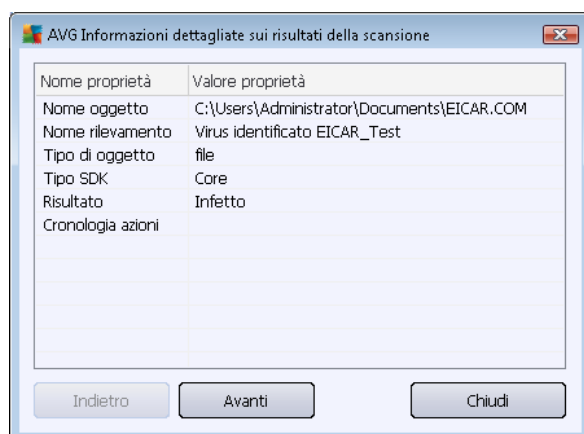 AVG Informazioni dettagliate sui risultati della scansione
Nome proprietà Valore proprietà
Nome oggetto C:\Users\Administrator\Documents\EICAR.COM
Nome rilevamento Virus identificato EICAR_Test
Tipo di oggetto file
Tipo SDK Core
Risultato Infetto
Cronologia azioni
Indietro Avanti Chiudi